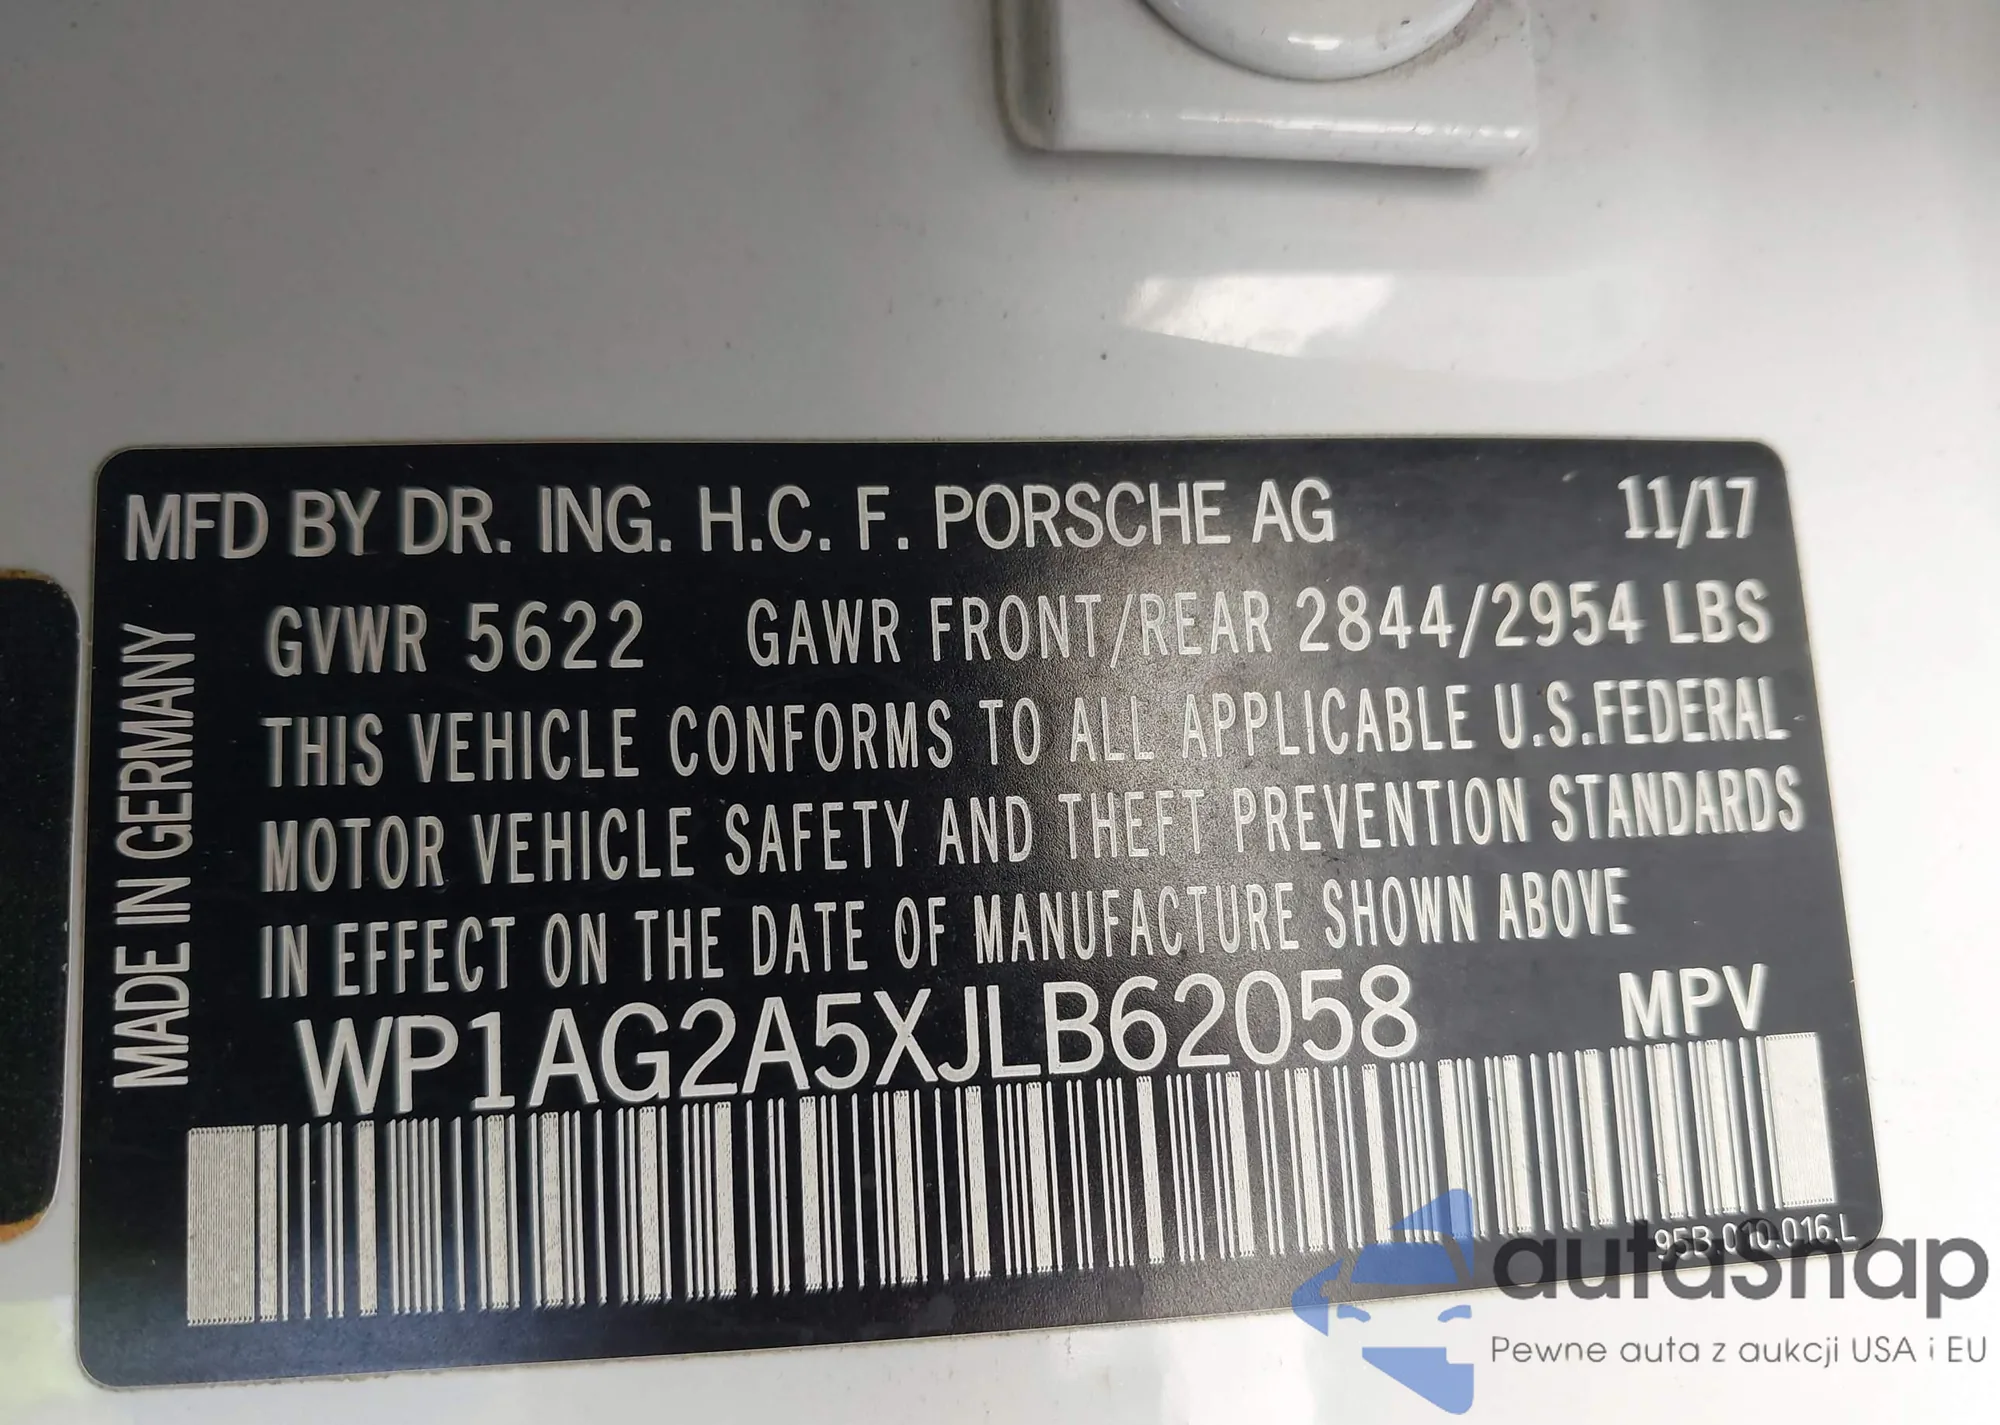 MFD BY DR. ING. H.C. F. PORSCHE AG 11/17
GVWR 5622 GAWR FRONT/REAR 2844/2954 LBS
THIS VEHICLE CONFORMS TO ALL APPLICABLE U.S.FEDERAL
MOTOR VEHICLE SAFETY AND THEFT PREVENTION STANDARDS
IN EFFECT ON THE DATE OF MANUFACTURE SHOWN ABOVE
WP1AG2A5XJLB62058 MPV
MADE IN GERMANY
95B.010.016.L
autasnap
Pewne auta z aukcji USA i EU